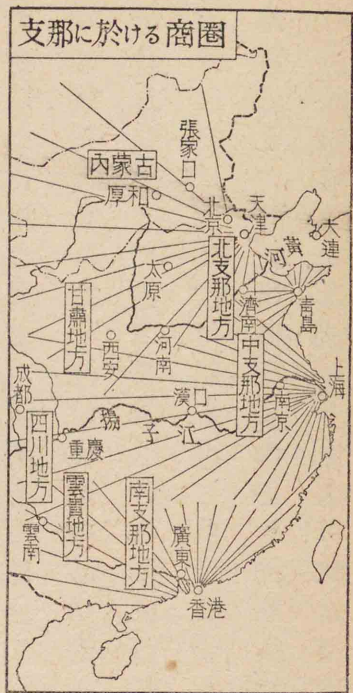 支那に於ける商圏
張家口
內蒙古
厚和
北京
天津
大連
黃河
北支那地方
太原
濟南
青島
甘肅地方
西安
河南
中支那地方
上海
成都
漢口
南京
揚子江
四川地方
重慶
雲貴地方
南支那地方
雲南
廣東
香港